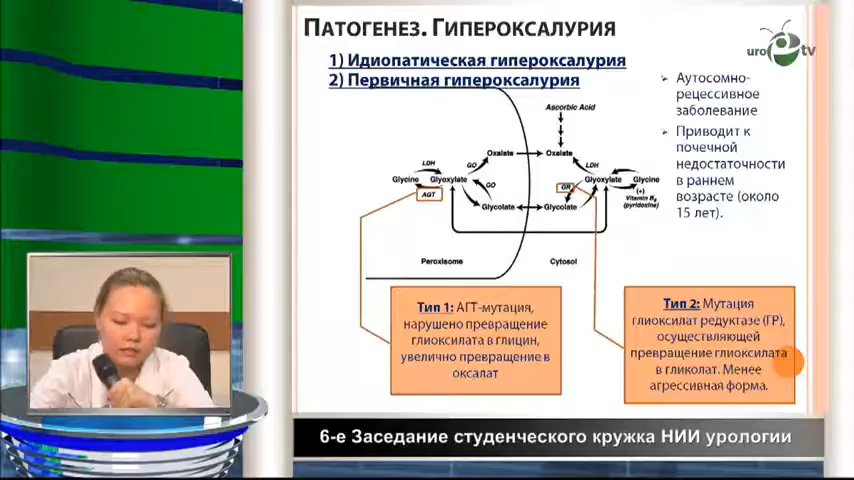 Патогенез. Гипероксалурия
uro tv
1) Идиопатическая гипероксалурия
2) Первичная гипероксалурия
Аутосомно-
рецессивное
заболевание
Приводит к
почечной
недостаточности
в раннем
возрасте (около
15 лет).
Ascorbic Acid
Oxalate
Oxalate
LDH
GO
LDH
Glycine
Glyoxylate
GR
Glyoxylate
Glycine
AGT
GO
(+)
Vitamin B6
(pyridoxine)
Glycolate
Glycolate
Peroxisome
Cytosol
Тип 1: АГТ-мутация,
нарушено превращение
глиоксилата в глицин,
увелично превращение в
оксалат
Тип 2: Мутация
глиоксилат редуктазе (ГР),
осуществляющей
превращение глиоксилата
в гликолат. Менее
агрессивная форма.
6-е Заседание студенческого кружка НИИ урологии